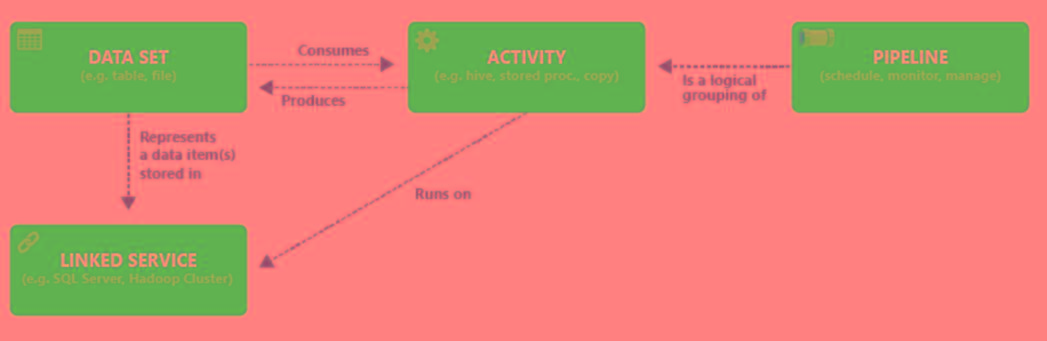 DATA SET
(e.g. table, file)
Consumes
Produces
ACTIVITY
(e.g. hive, stored proc., copy)
Is a logical
grouping of
PIPELINE
(schedule, monitor, manage)
Represents
a data item(s)
stored in
Runs on
LINKED SERVICE
(e.g. SQL Server, Hadoop Cluster)